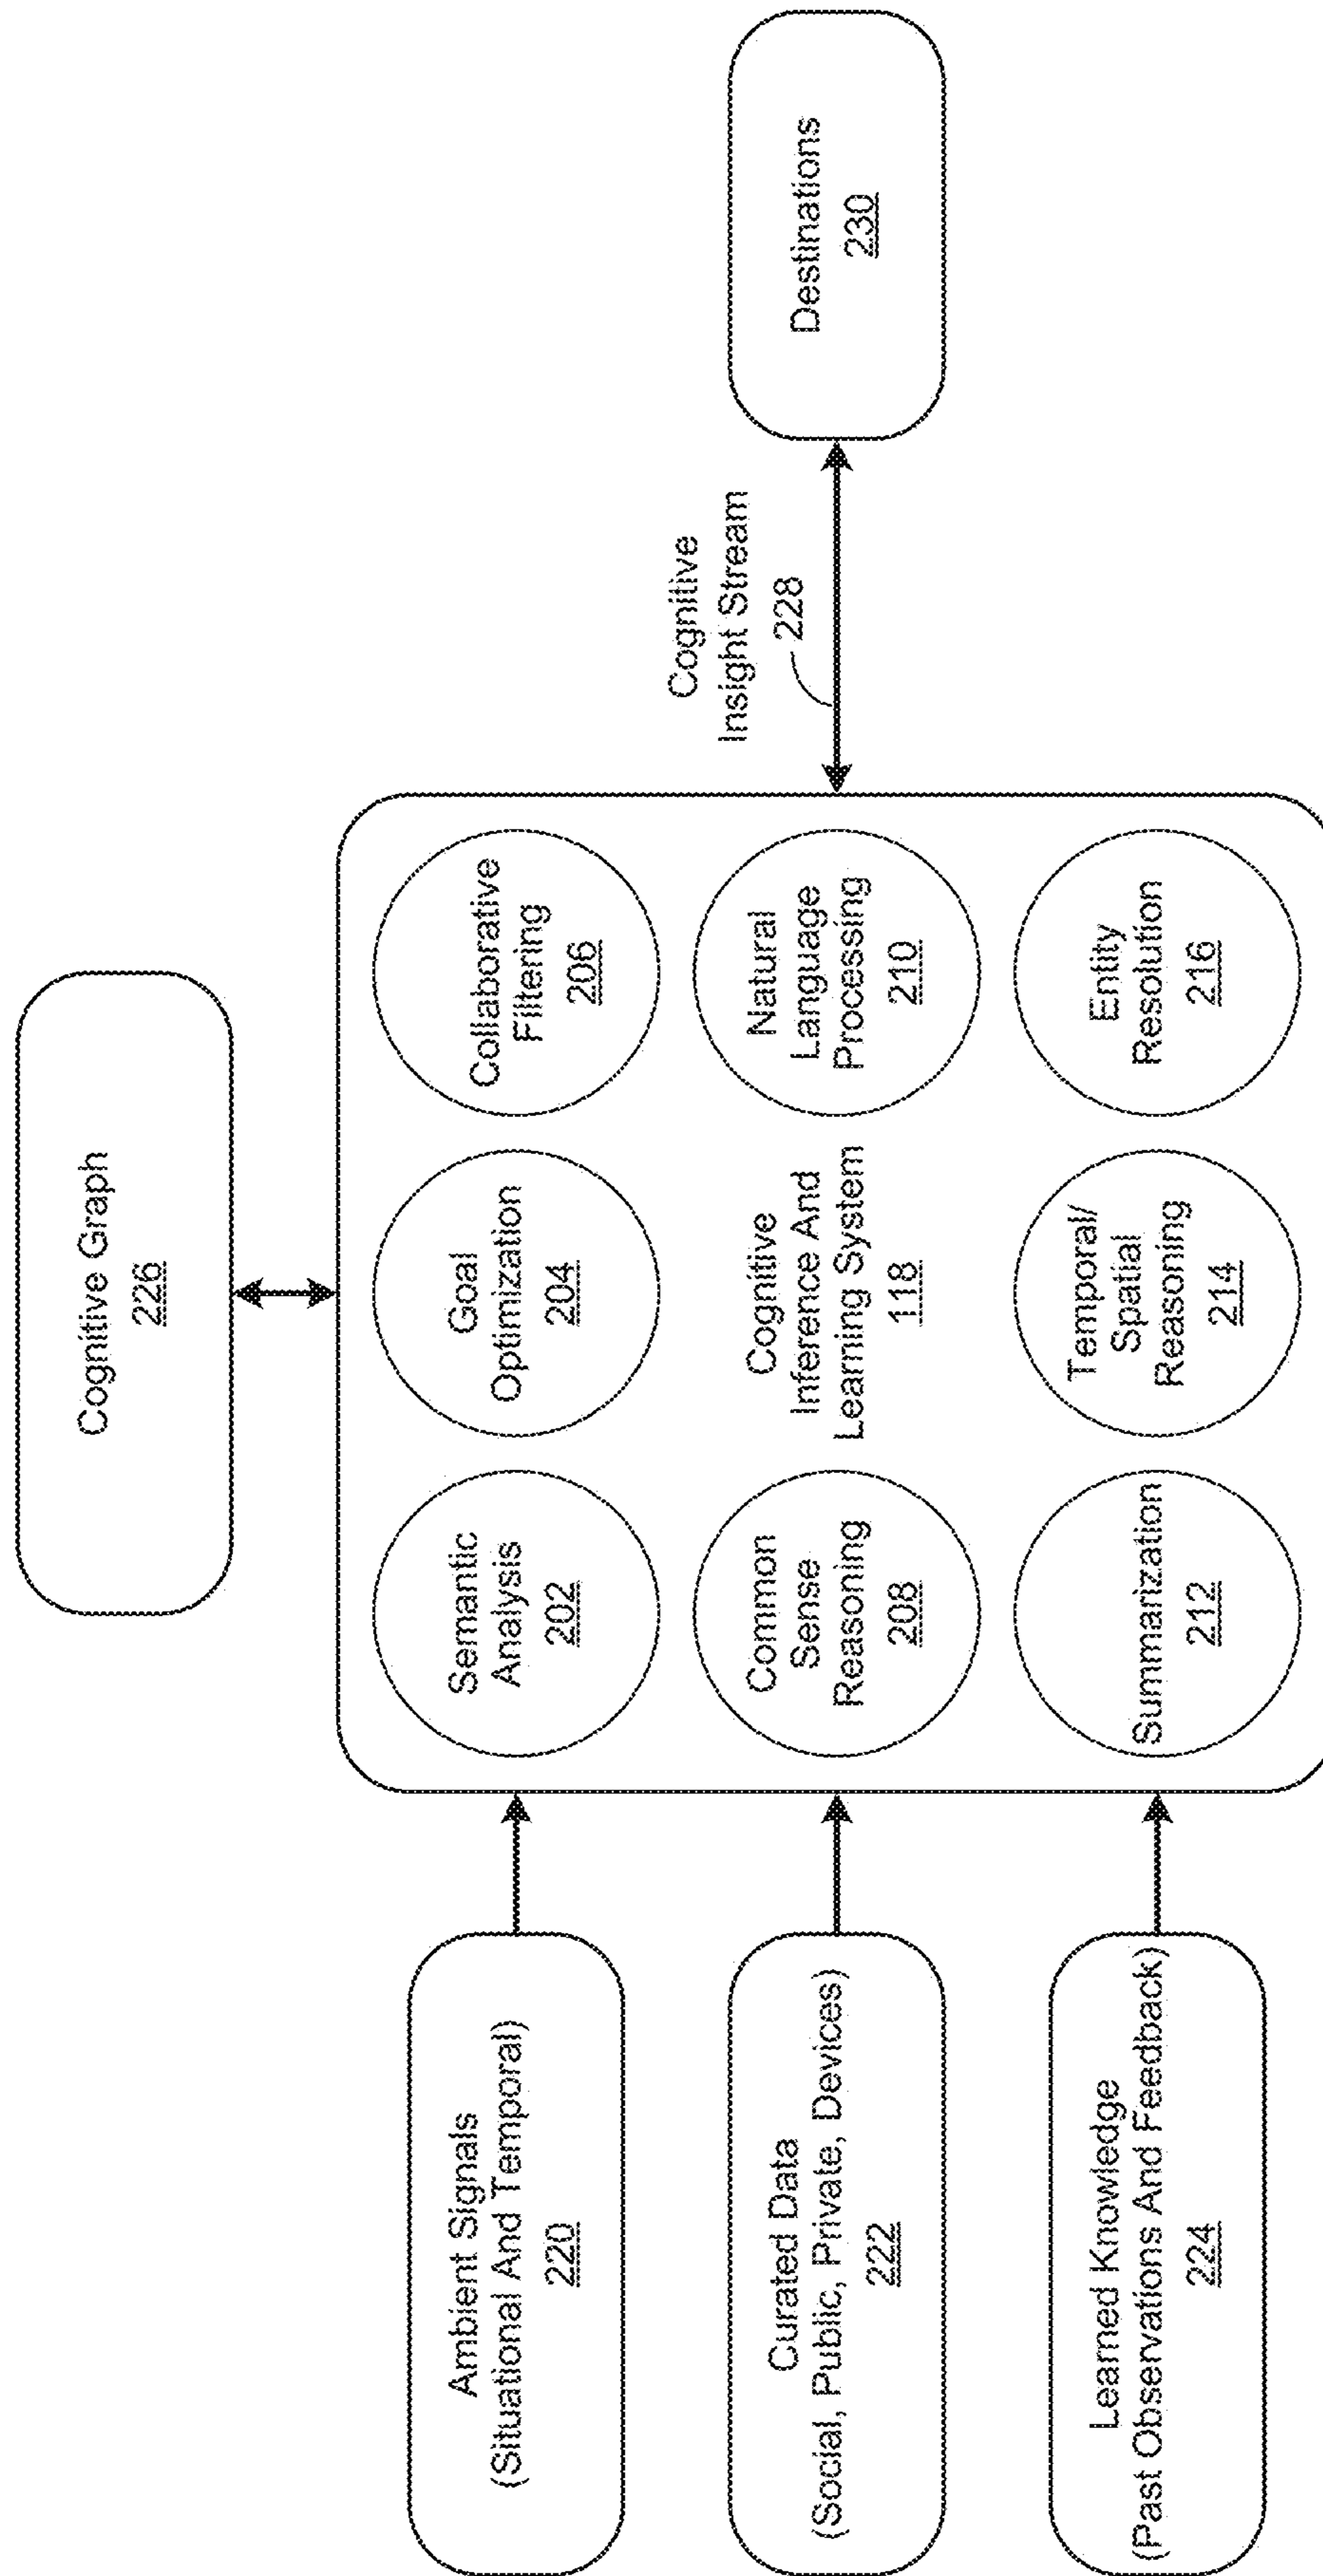 Cognitive Graph
226
Ambient Signals
(Situational And Temporal)
220
Curated Data
(Social, Public, Private, Devices)
222
Learned Knowledge
(Past Observations And Feedback)
224
Semantic
Analysis
202
Goal
Optimization
204
Collaborative
Filtering
206
Common
Sense
Reasoning
208
Cognitive
Inference And
Learning System
118
Natural
Language
Processing
210
Summarization
212
Temporal/
Spatial
Reasoning
214
Entity
Resolution
216
Cognitive
Insight Stream
228
Destinations
230